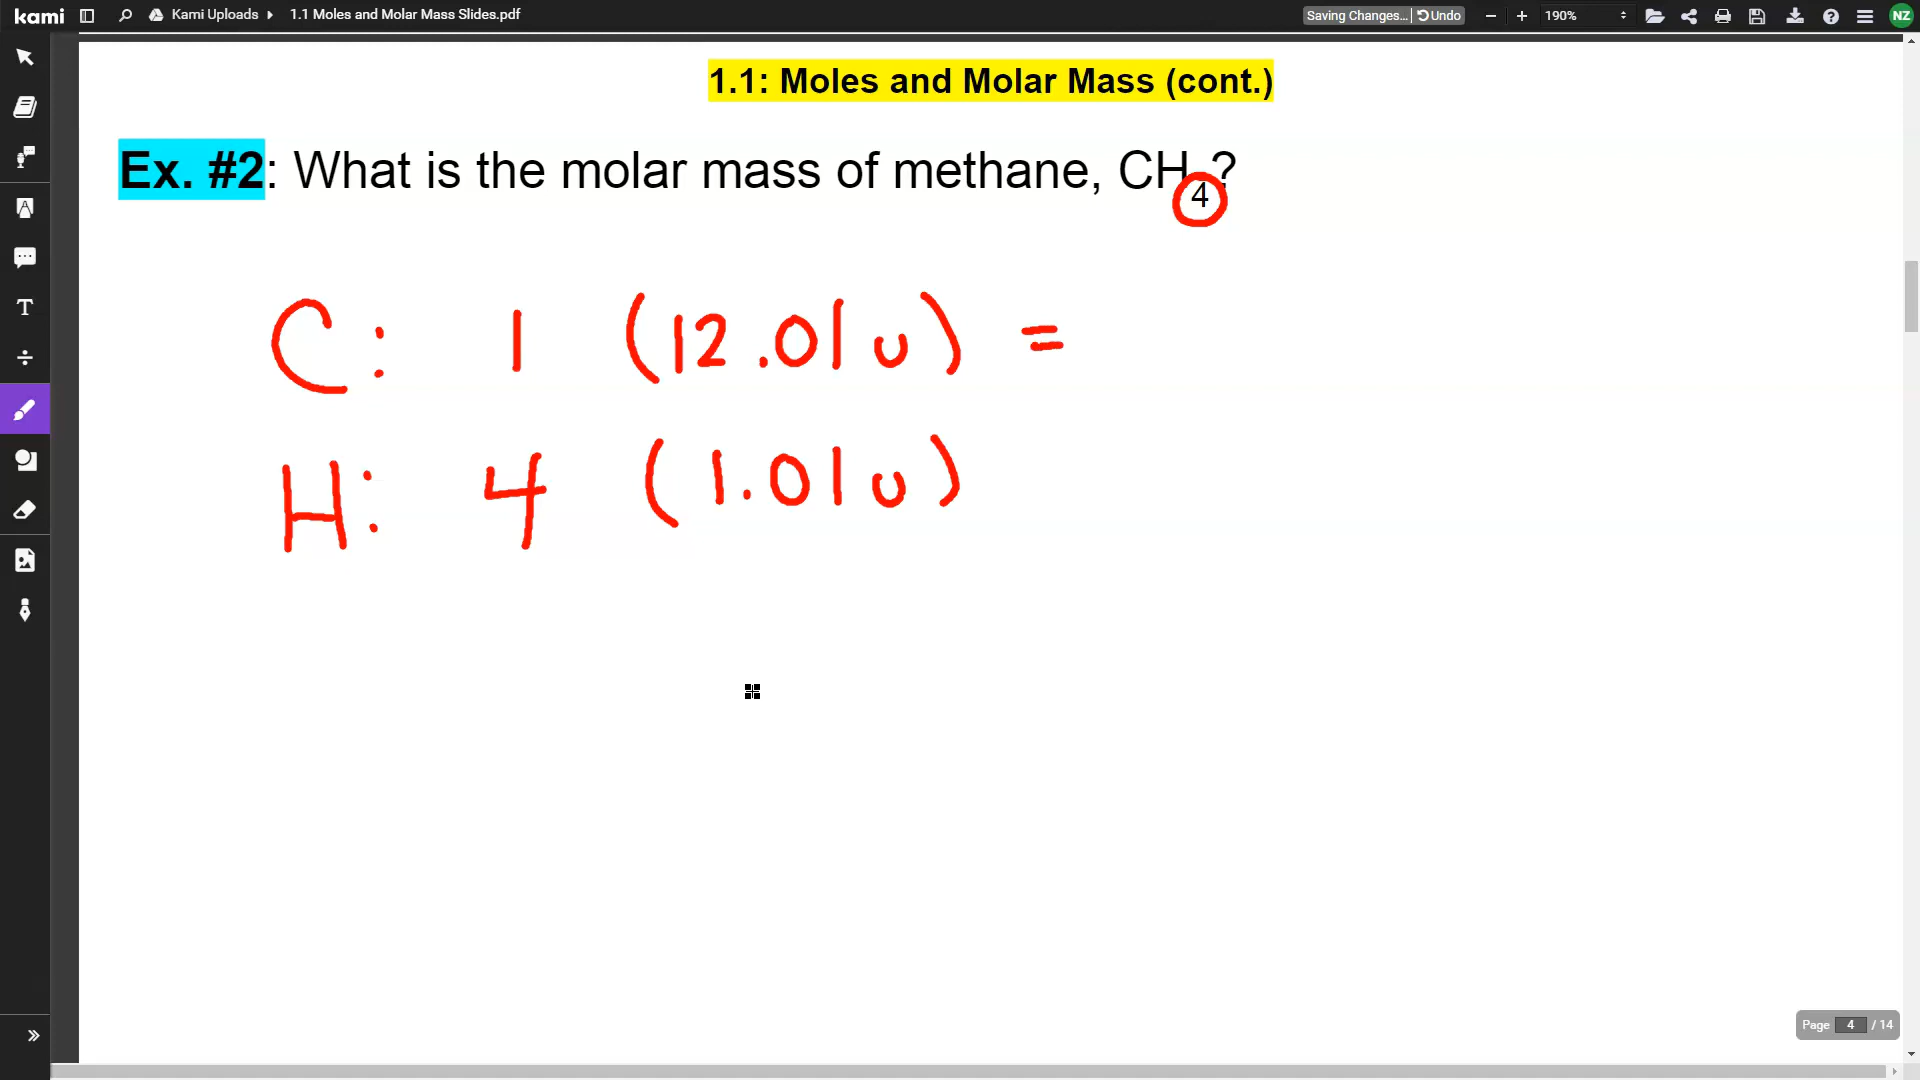 kami Kami Uploads 1.1 Moles and Molar Mass Slides.pdf Saving Changes... Undo 190% NZ
1.1: Moles and Molar Mass (cont.)
Ex. #2: What is the molar mass of methane, CH₄?
C: 1 (12.01 u) =
H: 4 (1.01 u)
Page 4 / 14